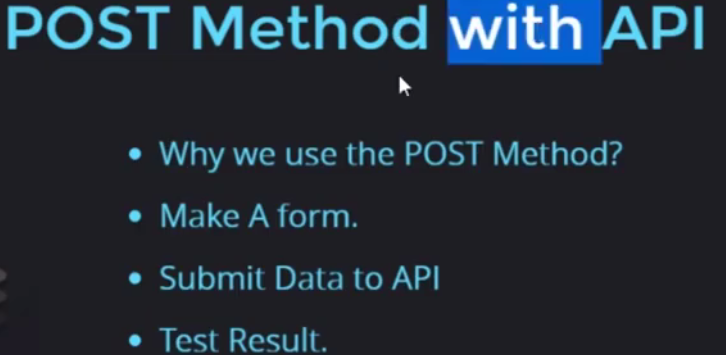 POST Method with API
• Why we use the POST Method?
• Make A form.
• Submit Data to API
• Test Result.